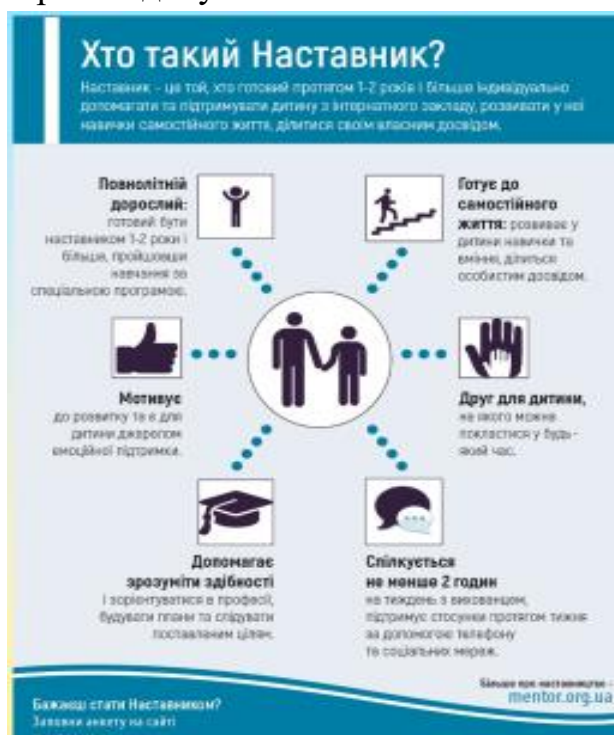 Хто такий Наставник?
Наставник – це той, хто готовий протягом 1-2 років і більше індивідуально
допомагати та підтримувати дитину з інтернатного закладу, розвивати у неї
навички самостійного життя, ділитися своїм власним досвідом.
Повнолітній
дорослий:
готовий бути
наставником 1-2 роки і
більше, пройшовши
навчання за
спеціальною програмою.
Готує до
самостійного
життя: розвиває у
дитини навички та
вміння, ділиться
особистим досвідом.
Мотивує
до розвитку та є для
дитини джерелом
емоційної підтримки.
Друг для дитини,
на якого можна
покластися у будь-
який час.
Допомагає
зрозуміти здібності
і зорієнтуватися в професії,
будувати плани та слідувати
поставленим цілям.
Спілкується
не менше 2 годин
на тиждень з вихованцем,
підтримує стосунки протягом тижня
за допомогою телефону
та соціальних мереж.
Більше про наставництво -
mentor.org.ua
Бажаєш стати Наставником?
Заповни анкету на сайті